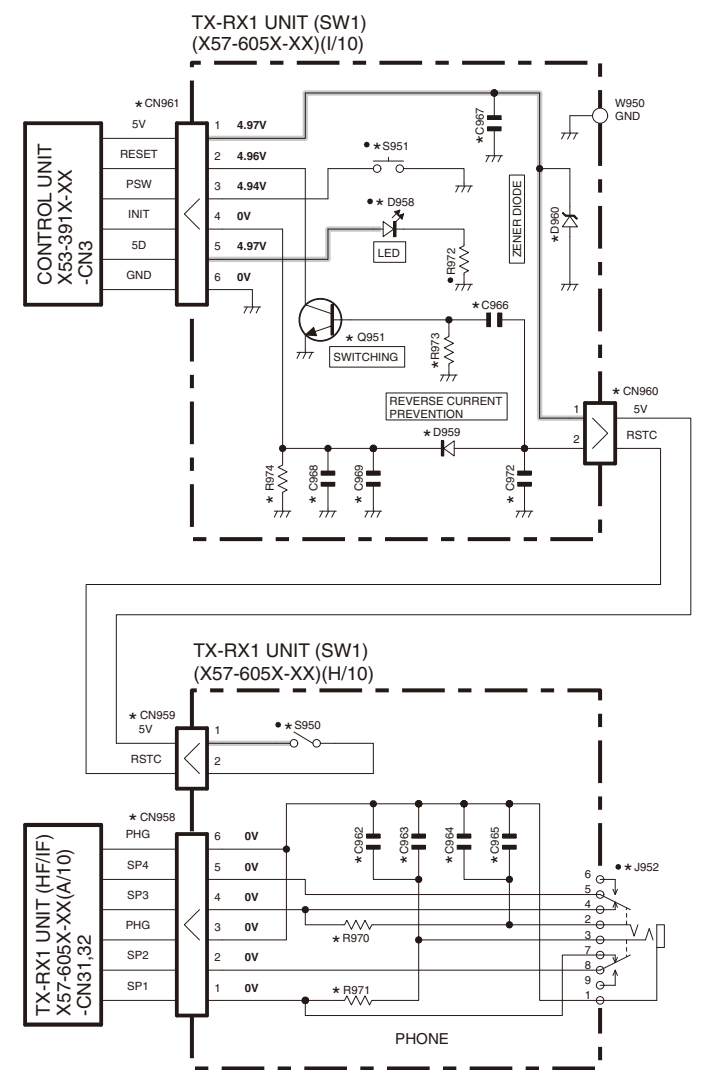 TX-RX1 UNIT (SW1)
(X57-605X-XX)(I/10)
CONTROL UNIT
X53-391X-XX
-CN3
* CN961
5V
RESET
PSW
INIT
5D
GND
1 4.97V
2 4.96V
3 4.94V
4 0V
5 4.97V
6 0V
*C967
W950
GND
• * S951
• * D958
LED
• R972
ZENER DIODE
*D960
* C966
* Q951
SWITCHING
* R973
REVERSE CURRENT
PREVENTION
* D959
* CN960
1 5V
2 RSTC
* R974
* C968
* C969
* C972
TX-RX1 UNIT (SW1)
(X57-605X-XX)(H/10)
* CN959
5V
RSTC
1
2
• * S950
TX-RX1 UNIT (HF/IF)
X57-605X-XX(A/10)
-CN31,32
* CN958
PHG
SP4
SP3
PHG
SP2
SP1
6 0V
5 0V
4 0V
3 0V
2 0V
1 0V
* C962
* C963
* C964
* C965
* R970
* R971
• * J952
6
5
4
2
3
7
8
9
1
PHONE